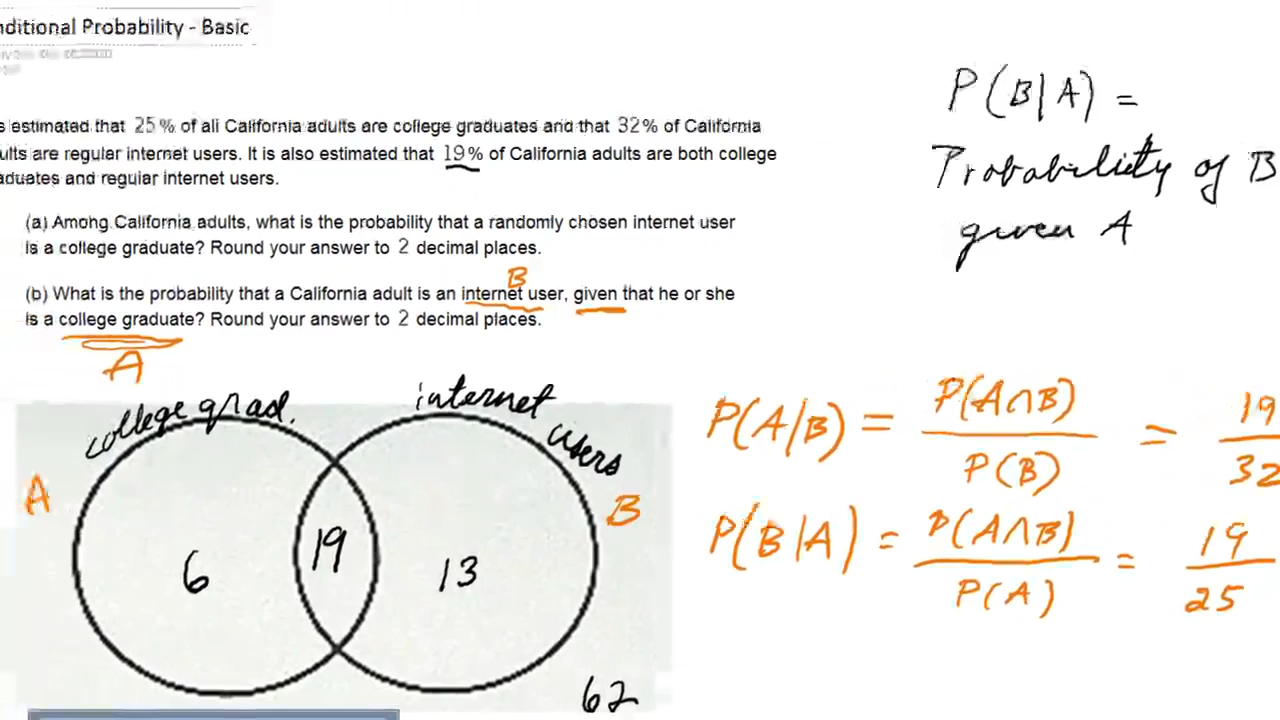 nditional Probability - Basic
s estimated that 25% of all California adults are college graduates and that 32% of California
ults are regular internet users. It is also estimated that 19% of California adults are both college
aduates and regular internet users.
(a) Among California adults, what is the probability that a randomly chosen internet user
is a college graduate? Round your answer to 2 decimal places.
B
(b) What is the probability that a California adult is an internet user, given that he or she
is a college graduate? Round your answer to 2 decimal places.
A
P(B|A) =
Probability of B
given A
college grad.
internet
users
A
B
6
19
13
62
P(A|B) = P(A∩B) / P(B) = 19 / 32
P(B|A) = P(A∩B) / P(A) = 19 / 25